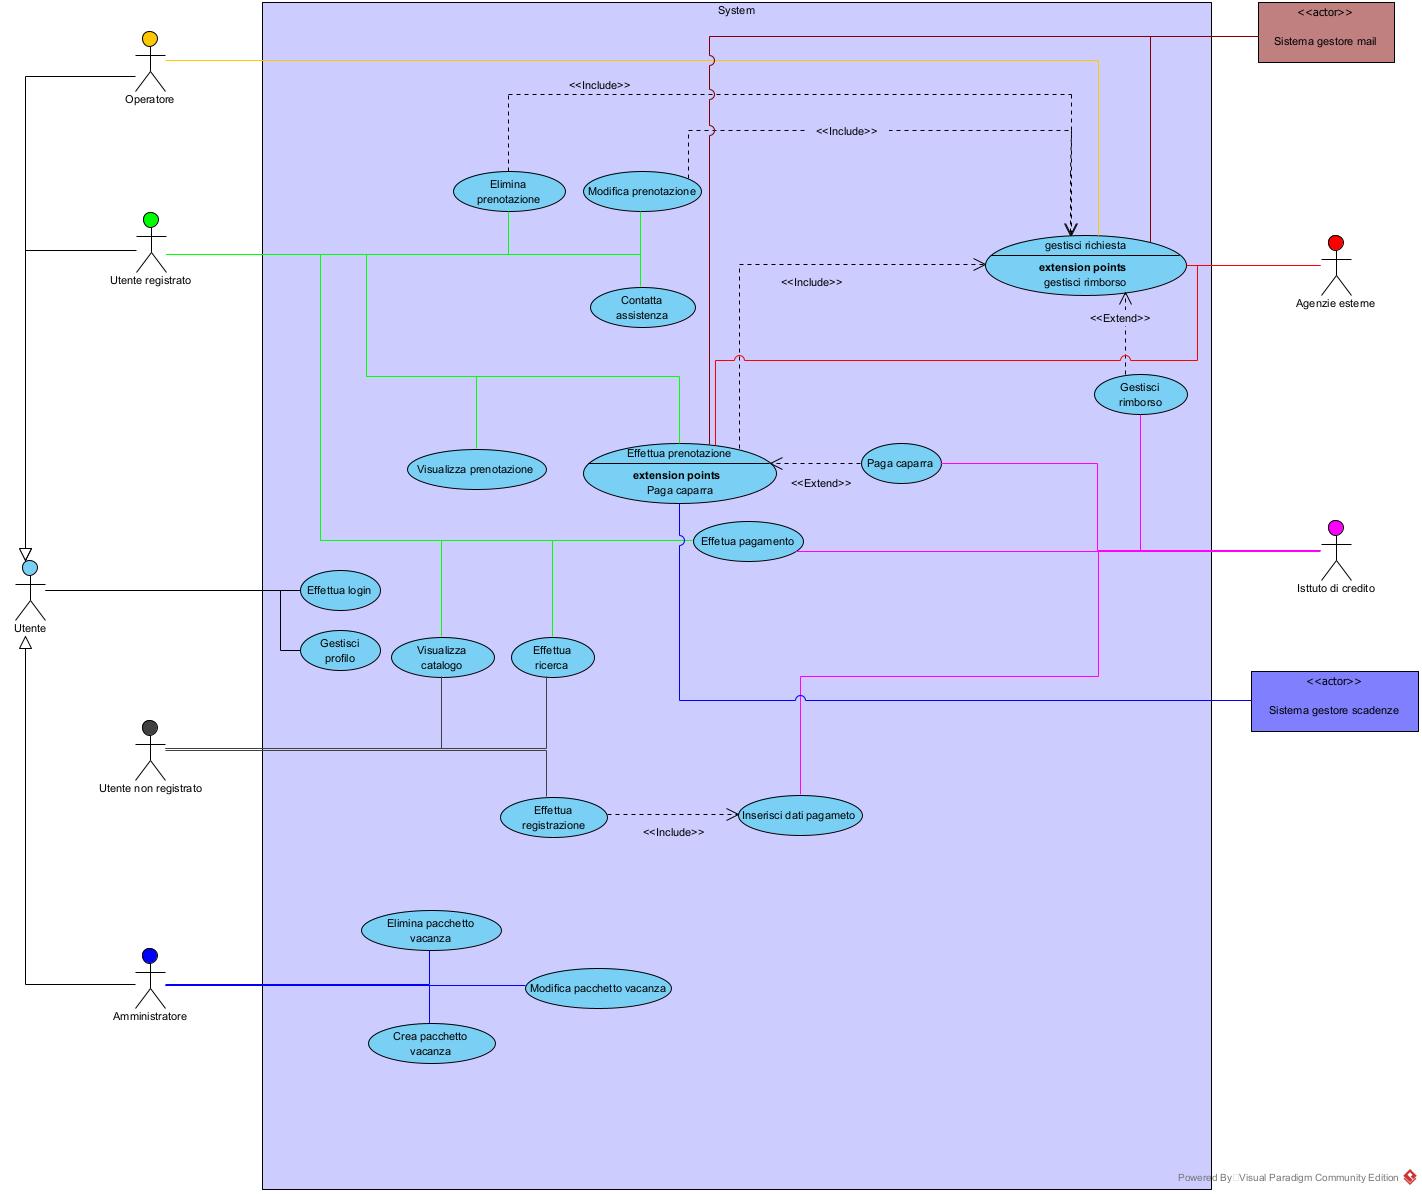 System
<<actor>>
Sistema gestore mail
Operatore
<<Include>>
<<Include>>
Elimina
prenotazione
Modifica prenotazione
Utente registrato
gestisci richiesta
extension points
gestisci rimborso
<<Include>>
Agenzie esterne
Contatta
assistenza
<<Extend>>
Gestisci
rimborso
Effettua prenotazione
extension points
Paga caparra
Visualizza prenotazione
Paga caparra
<<Extend>>
Effetua pagamento
Effettua login
Utente
Gestisci
profilo
Visualizza
catalogo
Effettua
ricerca
Isttuto di credito
<<actor>>
Sistema gestore scadenze
Utente non registrato
Effettua
registrazione
<<Include>>
Inserisci dati pagameto
Elimina pacchetto
vacanza
Modifica pacchetto vacanza
Amministratore
Crea pacchetto
vacanza
Powered By Visual Paradigm Community Edition